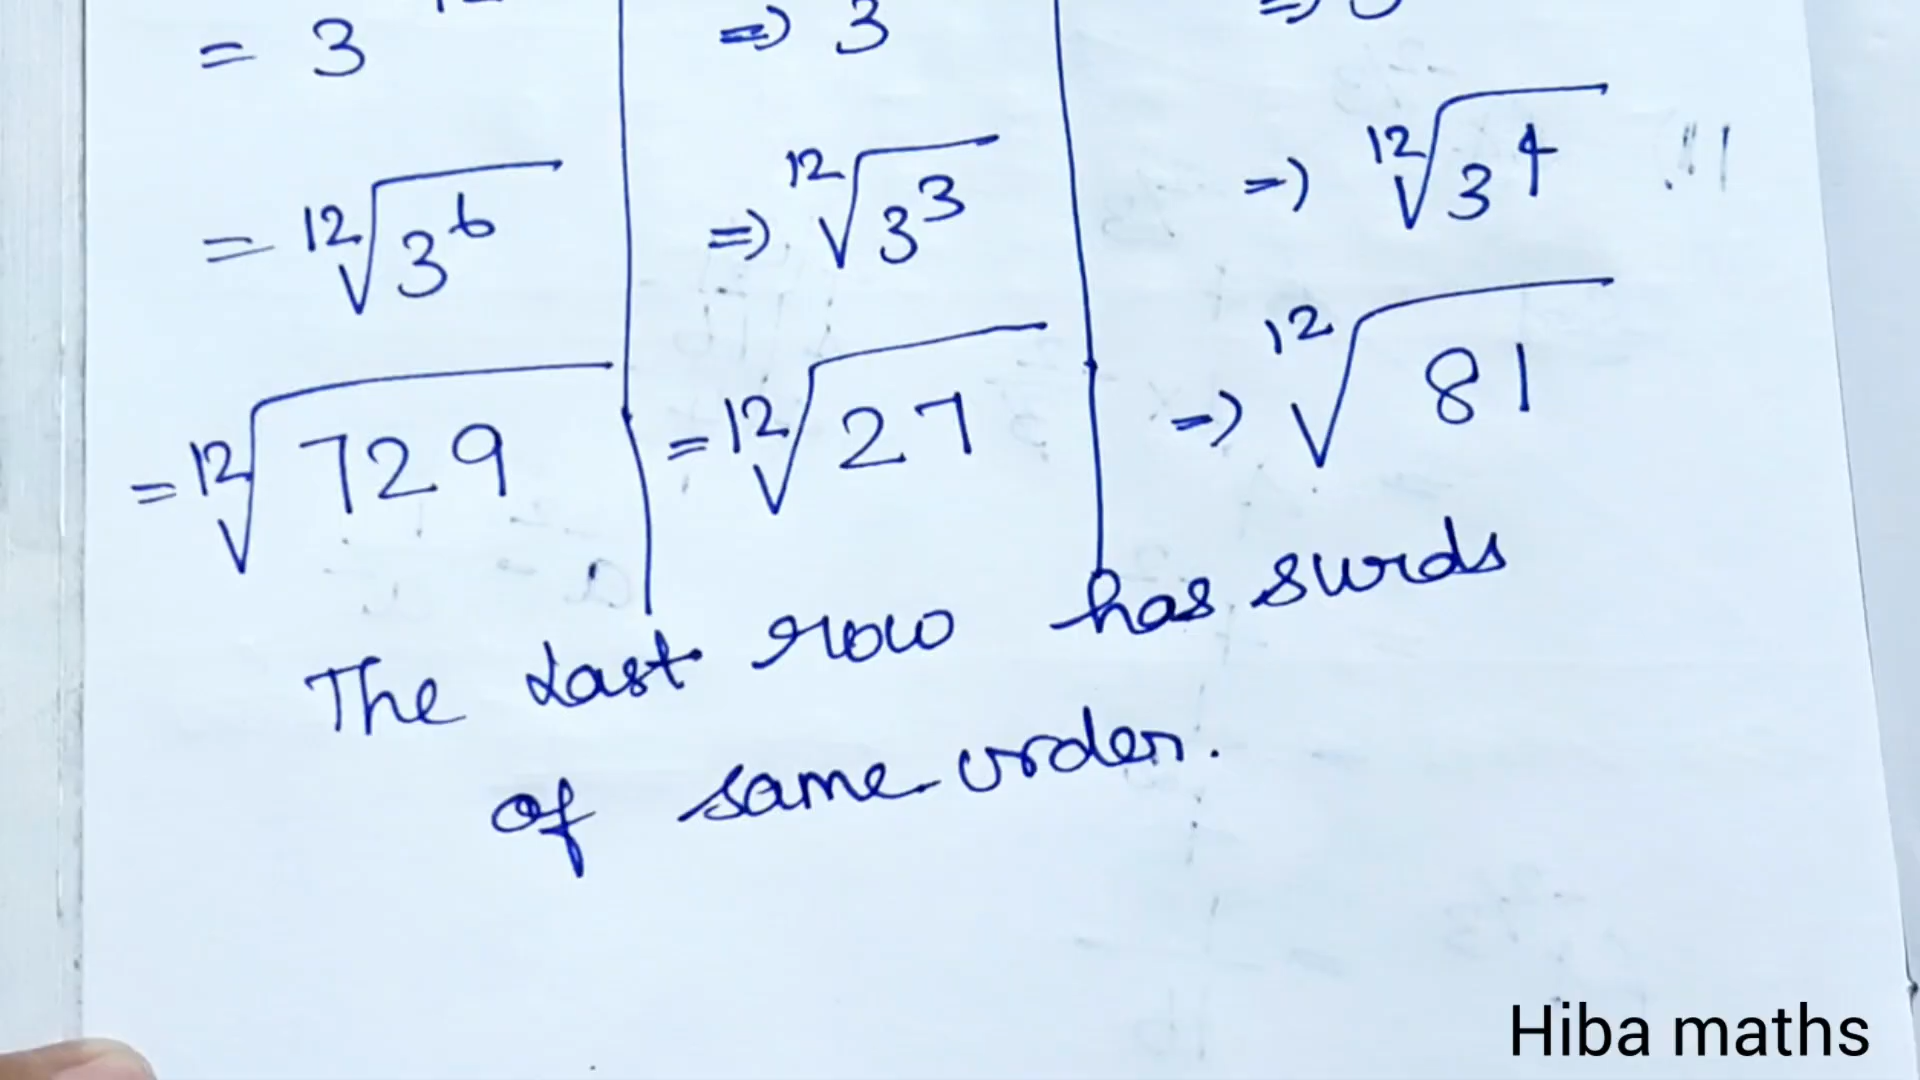 = 3 => 3
= ¹²√3⁶ => ¹²√3³ => ¹²√3⁴
= ¹²√729 = ¹²√27 => ¹²√81
The Last row has surds
of same order.
Hiba maths